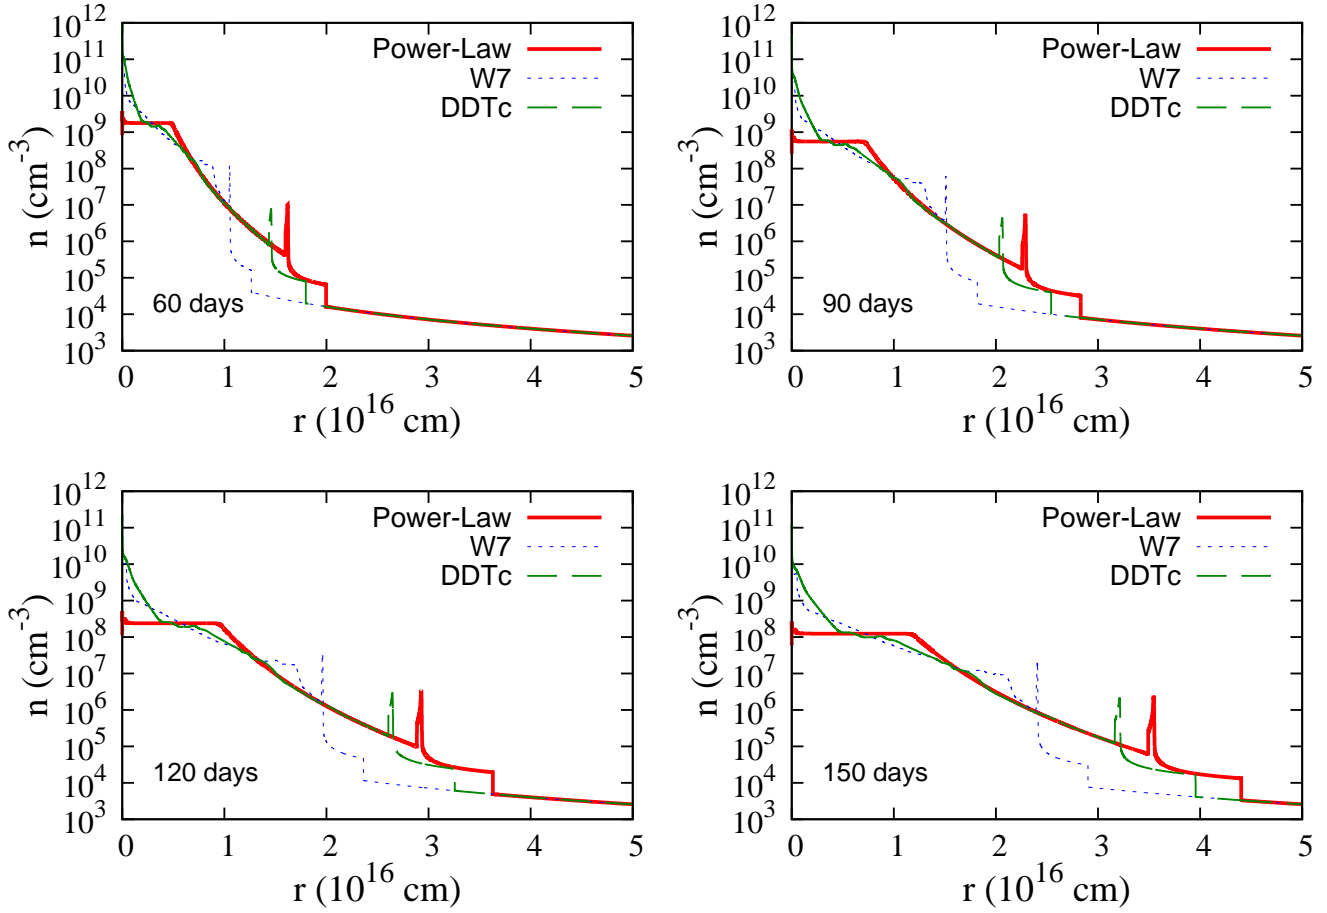 10^12
10^11
10^10
10^9
10^8
10^7
10^6
10^5
10^4
10^3
n (cm^-3)
Power-Law
W7
DDTc
60 days
0 1 2 3 4 5
r (10^16 cm)
10^12
10^11
10^10
10^9
10^8
10^7
10^6
10^5
10^4
10^3
n (cm^-3)
Power-Law
W7
DDTc
90 days
0 1 2 3 4 5
r (10^16 cm)
10^12
10^11
10^10
10^9
10^8
10^7
10^6
10^5
10^4
10^3
n (cm^-3)
Power-Law
W7
DDTc
120 days
0 1 2 3 4 5
r (10^16 cm)
10^12
10^11
10^10
10^9
10^8
10^7
10^6
10^5
10^4
10^3
n (cm^-3)
Power-Law
W7
DDTc
150 days
0 1 2 3 4 5
r (10^16 cm)